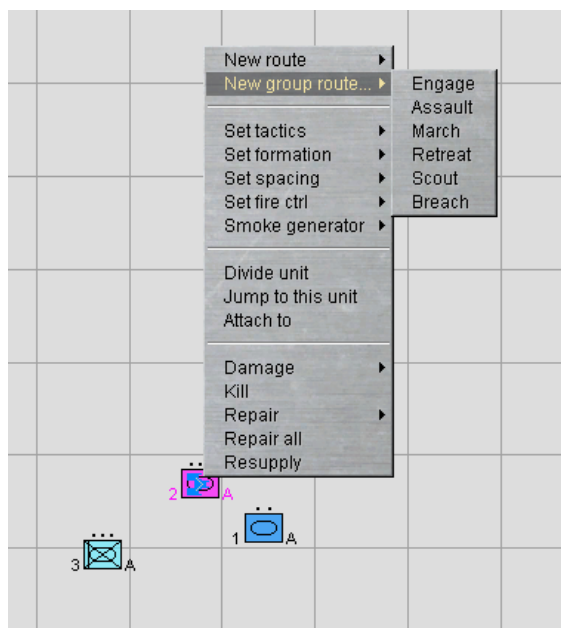 New route
New group route...
Engage
Assault
March
Retreat
Scout
Breach
Set tactics
Set formation
Set spacing
Set fire ctrl
Smoke generator
Divide unit
Jump to this unit
Attach to
Damage
Kill
Repair
Repair all
Resupply
2 A
1 A
3 A